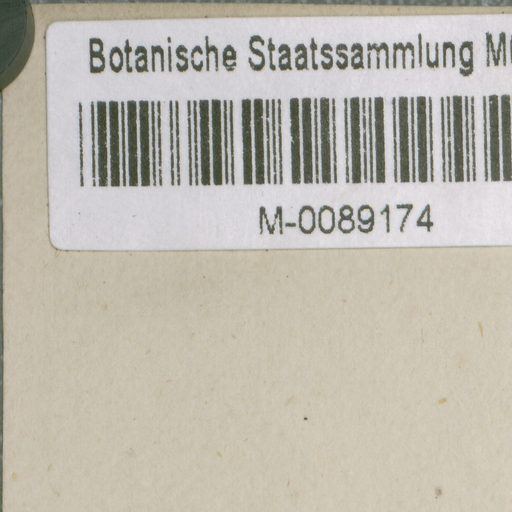 Botanische Staatssammlung
M-0089174